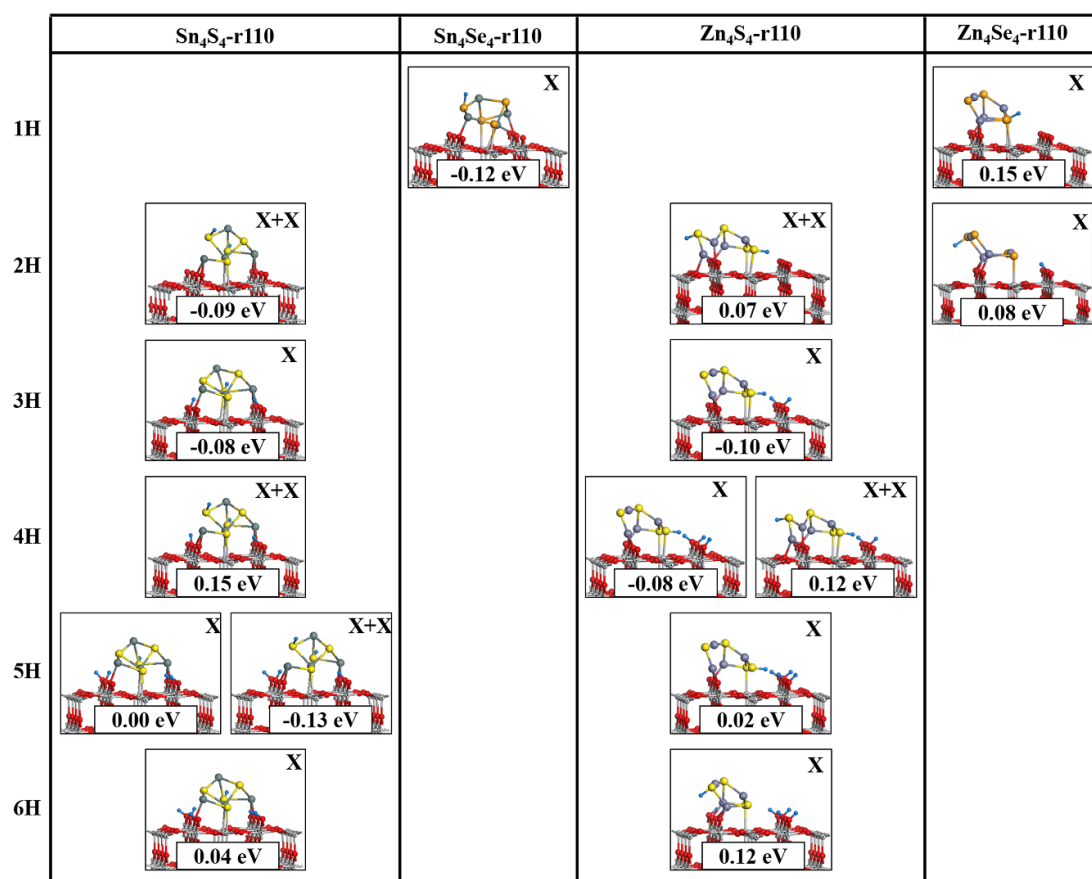 Sn₄S₄-r110 Sn₄Se₄-r110 Zn₄S₄-r110 Zn₄Se₄-r110
1H
X
-0.12 eV
X
0.15 eV
2H
X+X
-0.09 eV
X+X
0.07 eV
X
0.08 eV
3H
X
-0.08 eV
X
-0.10 eV
4H
X+X
0.15 eV
X
-0.08 eV
X+X
0.12 eV
5H
X
0.00 eV
X+X
-0.13 eV
X
0.02 eV
6H
X
0.04 eV
X
0.12 eV